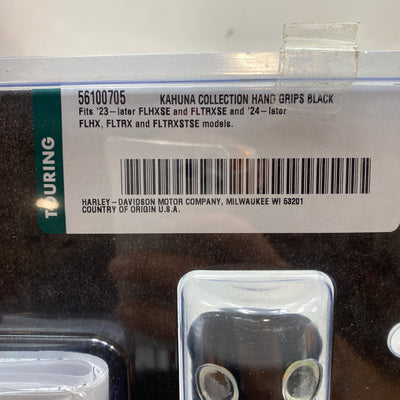 56100705 KAHUNA COLLECTION HAND GRIPS BLACK
Fits '23-later FLHXSE and FLTRXSE and '24-later
FLHX, FLTRX and FLTRXSTSE models.
TOURING
HARLEY-DAVIDSON MOTOR COMPANY, MILWAUKEE WI 53201
COUNTRY OF ORIGIN U.S.A.